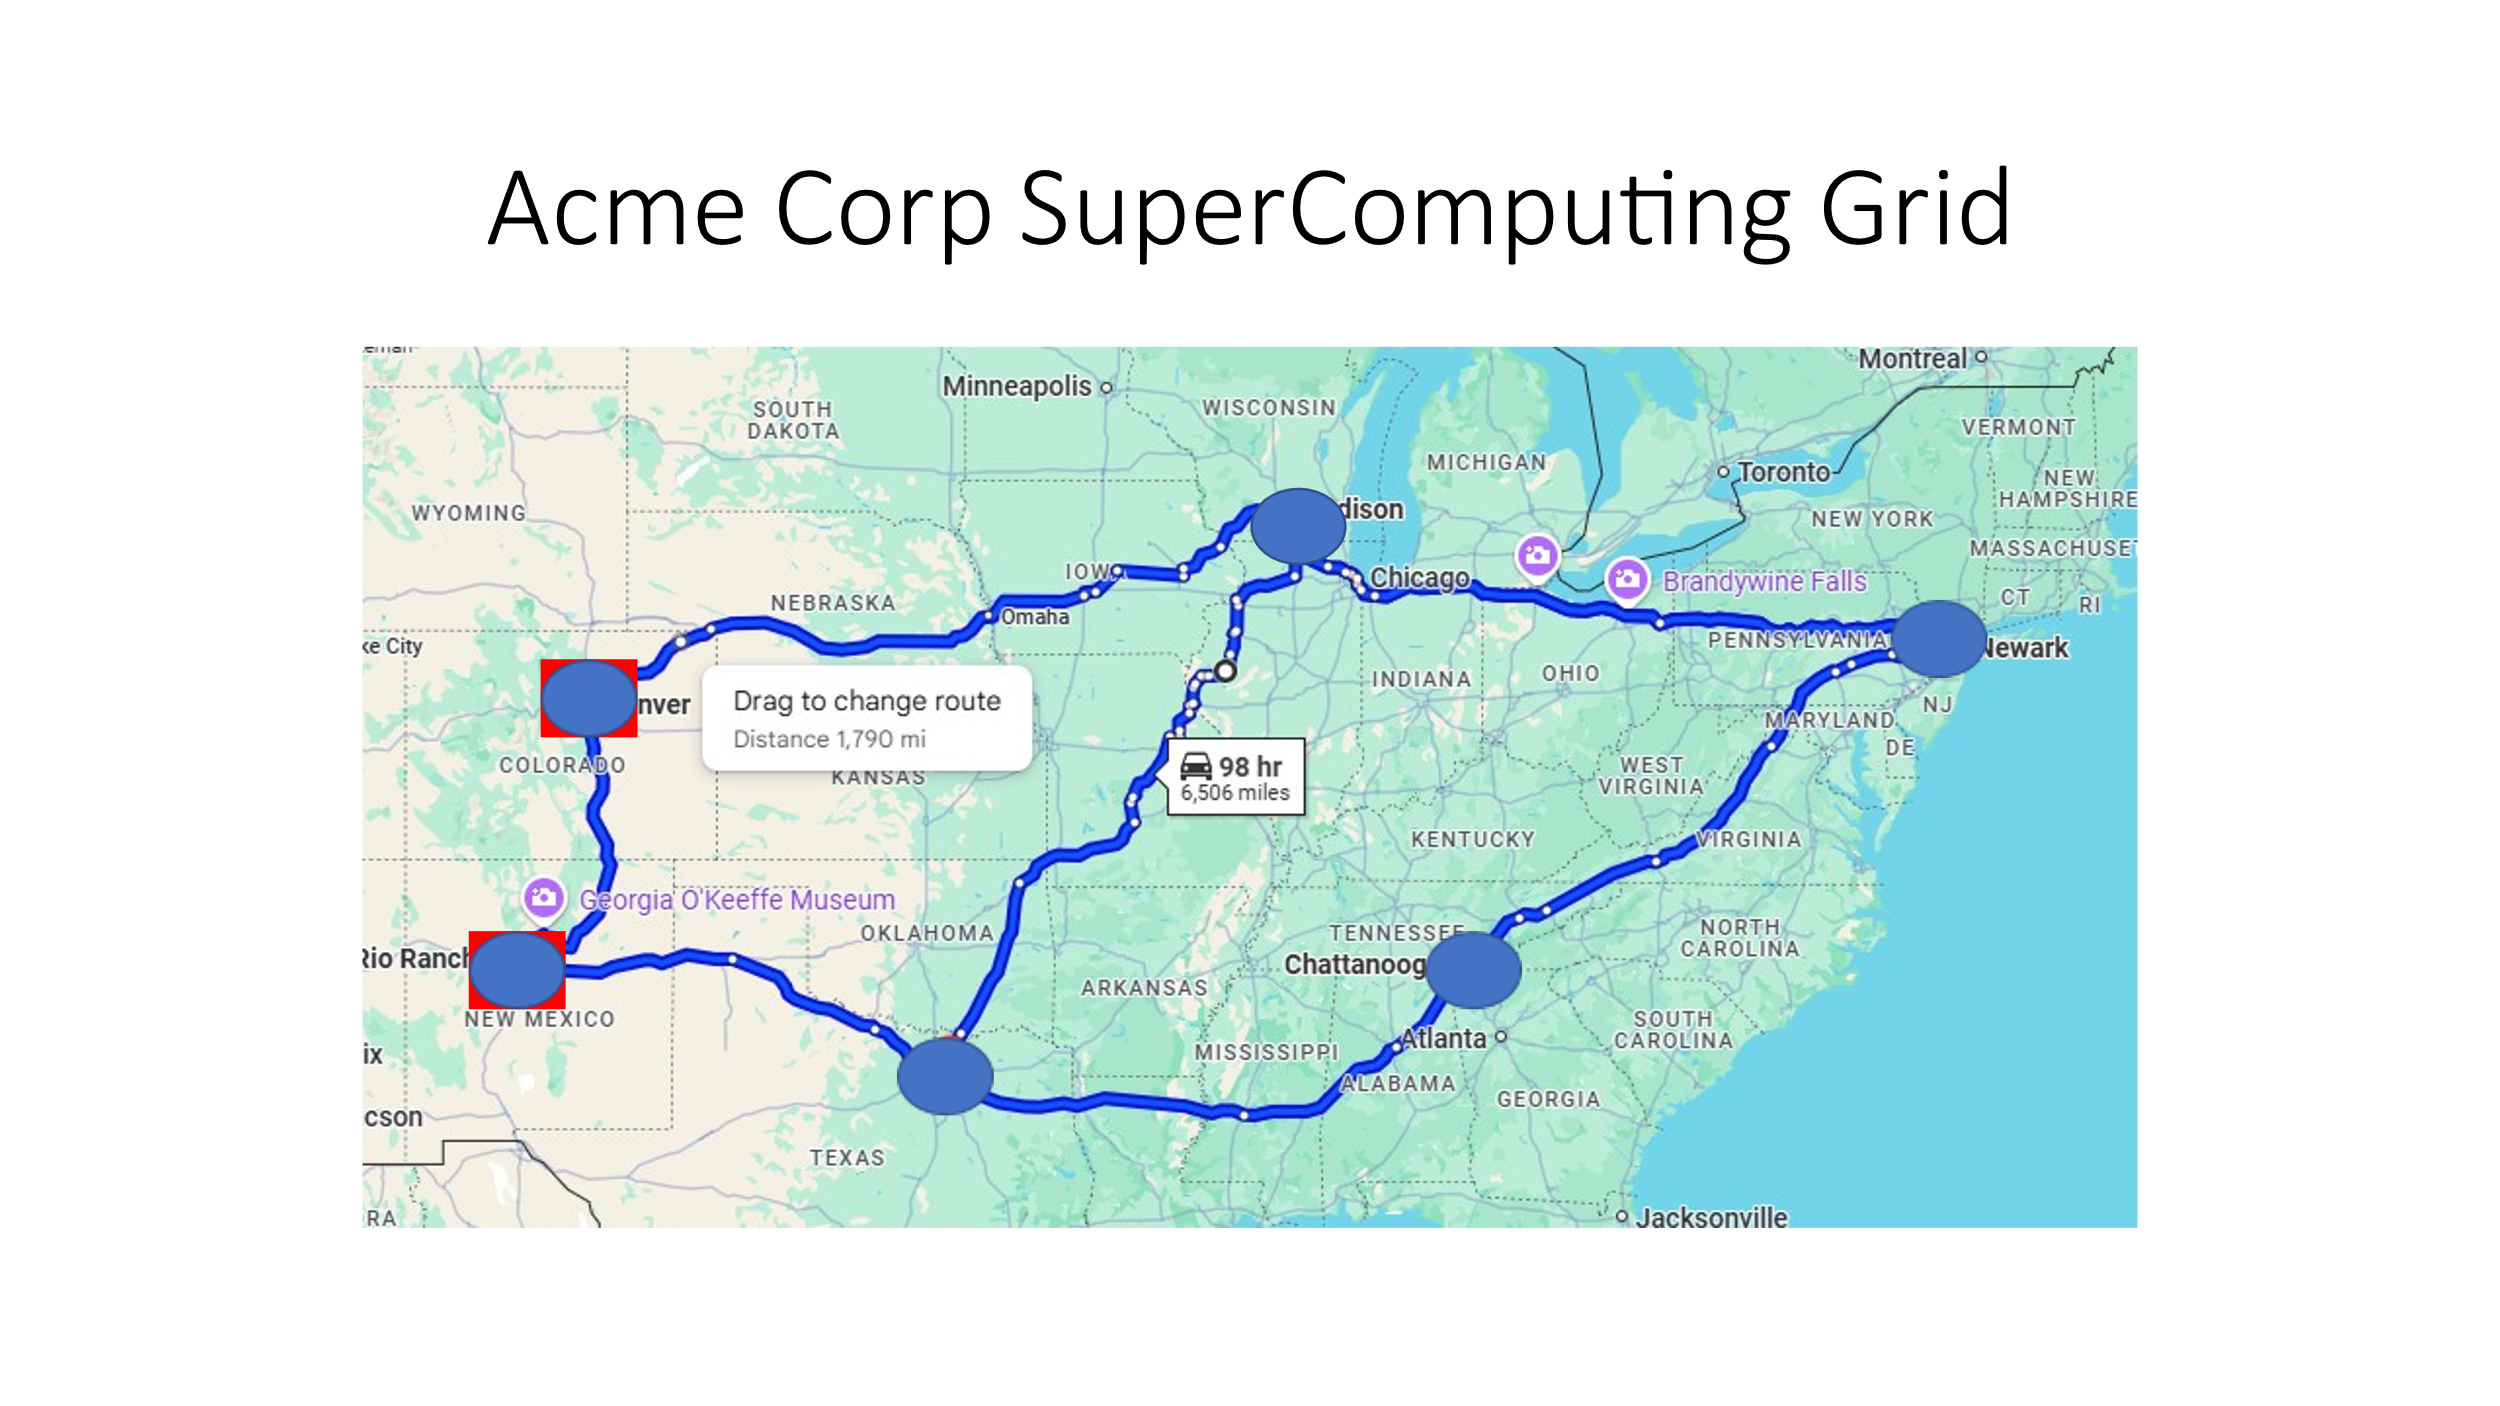 Acme Corp SuperComputing Grid
Montreal
Minneapolis
SOUTH
DAKOTA
WISCONSIN
VERMONT
MICHIGAN
Toronto
NEW
HAMPSHIRE
WYOMING
dison
NEW YORK
MASSACHUSET
IOWA
Chicago
Brandywine Falls
CT
RI
NEBRASKA
Omaha
PENNSYLVANIA
ke City
Newark
INDIANA
OHIO
nver
Drag to change route
Distance 1,790 mi
NJ
MARYLAND
DE
COLORADO
KANSAS
98 hr
6,506 miles
WEST
VIRGINIA
KENTUCKY
VIRGINIA
Georgia O'Keeffe Museum
OKLAHOMA
TENNESSEE
NORTH
CAROLINA
Rio Ranch
Chattanoog
ARKANSAS
NEW MEXICO
SOUTH
CAROLINA
ix
MISSISSIPPI
Atlanta
ALABAMA
GEORGIA
cson
TEXAS
RA
Jacksonville